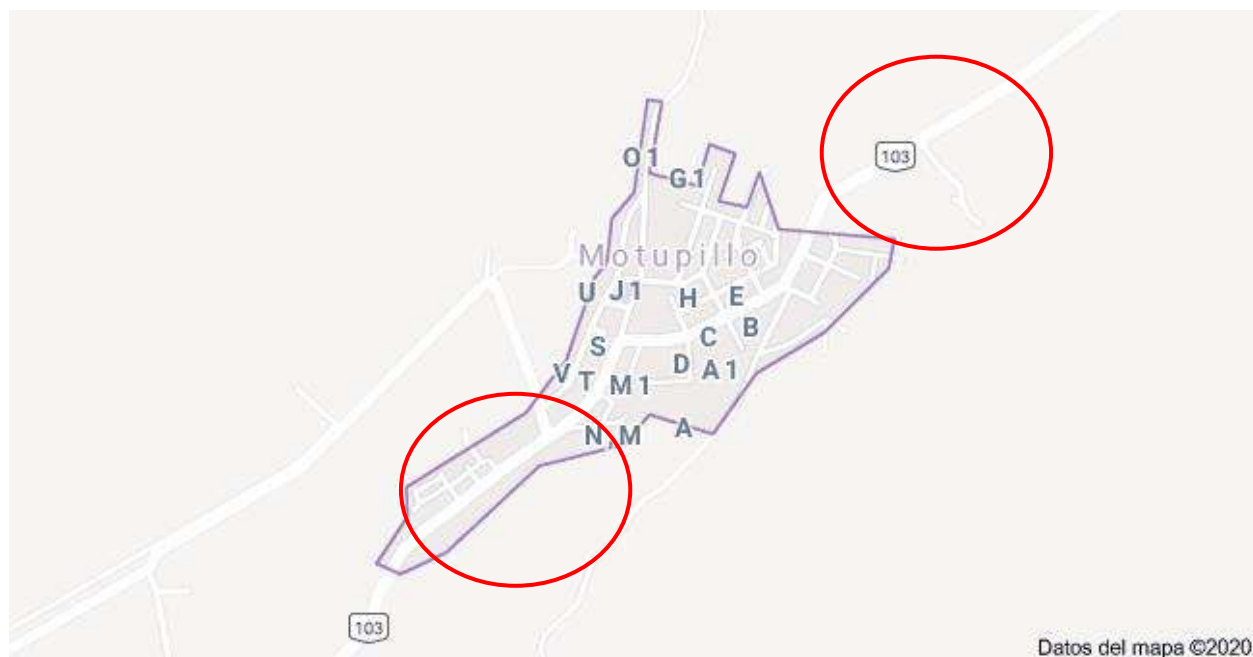 103
O 1
G 1
Motupillo
U J 1 H E
S C B
V T M 1 D A 1
N M A
103
Datos del mapa ©2020